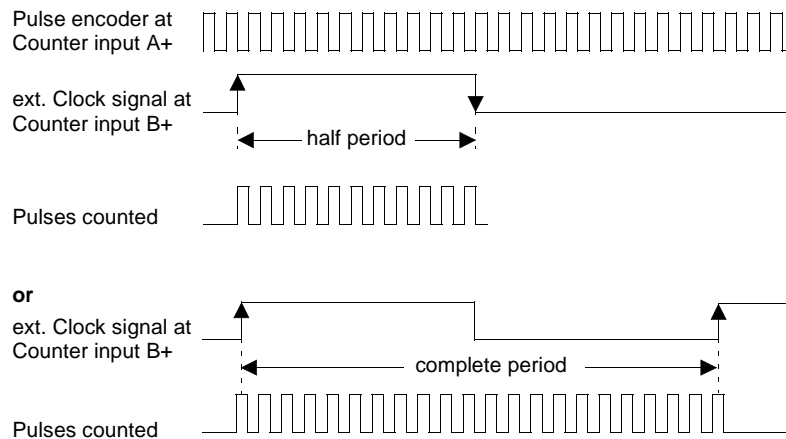 Pulse encoder at
Counter input A+
ext. Clock signal at
Counter input B+
half period
Pulses counted
or
ext. Clock signal at
Counter input B+
complete period
Pulses counted